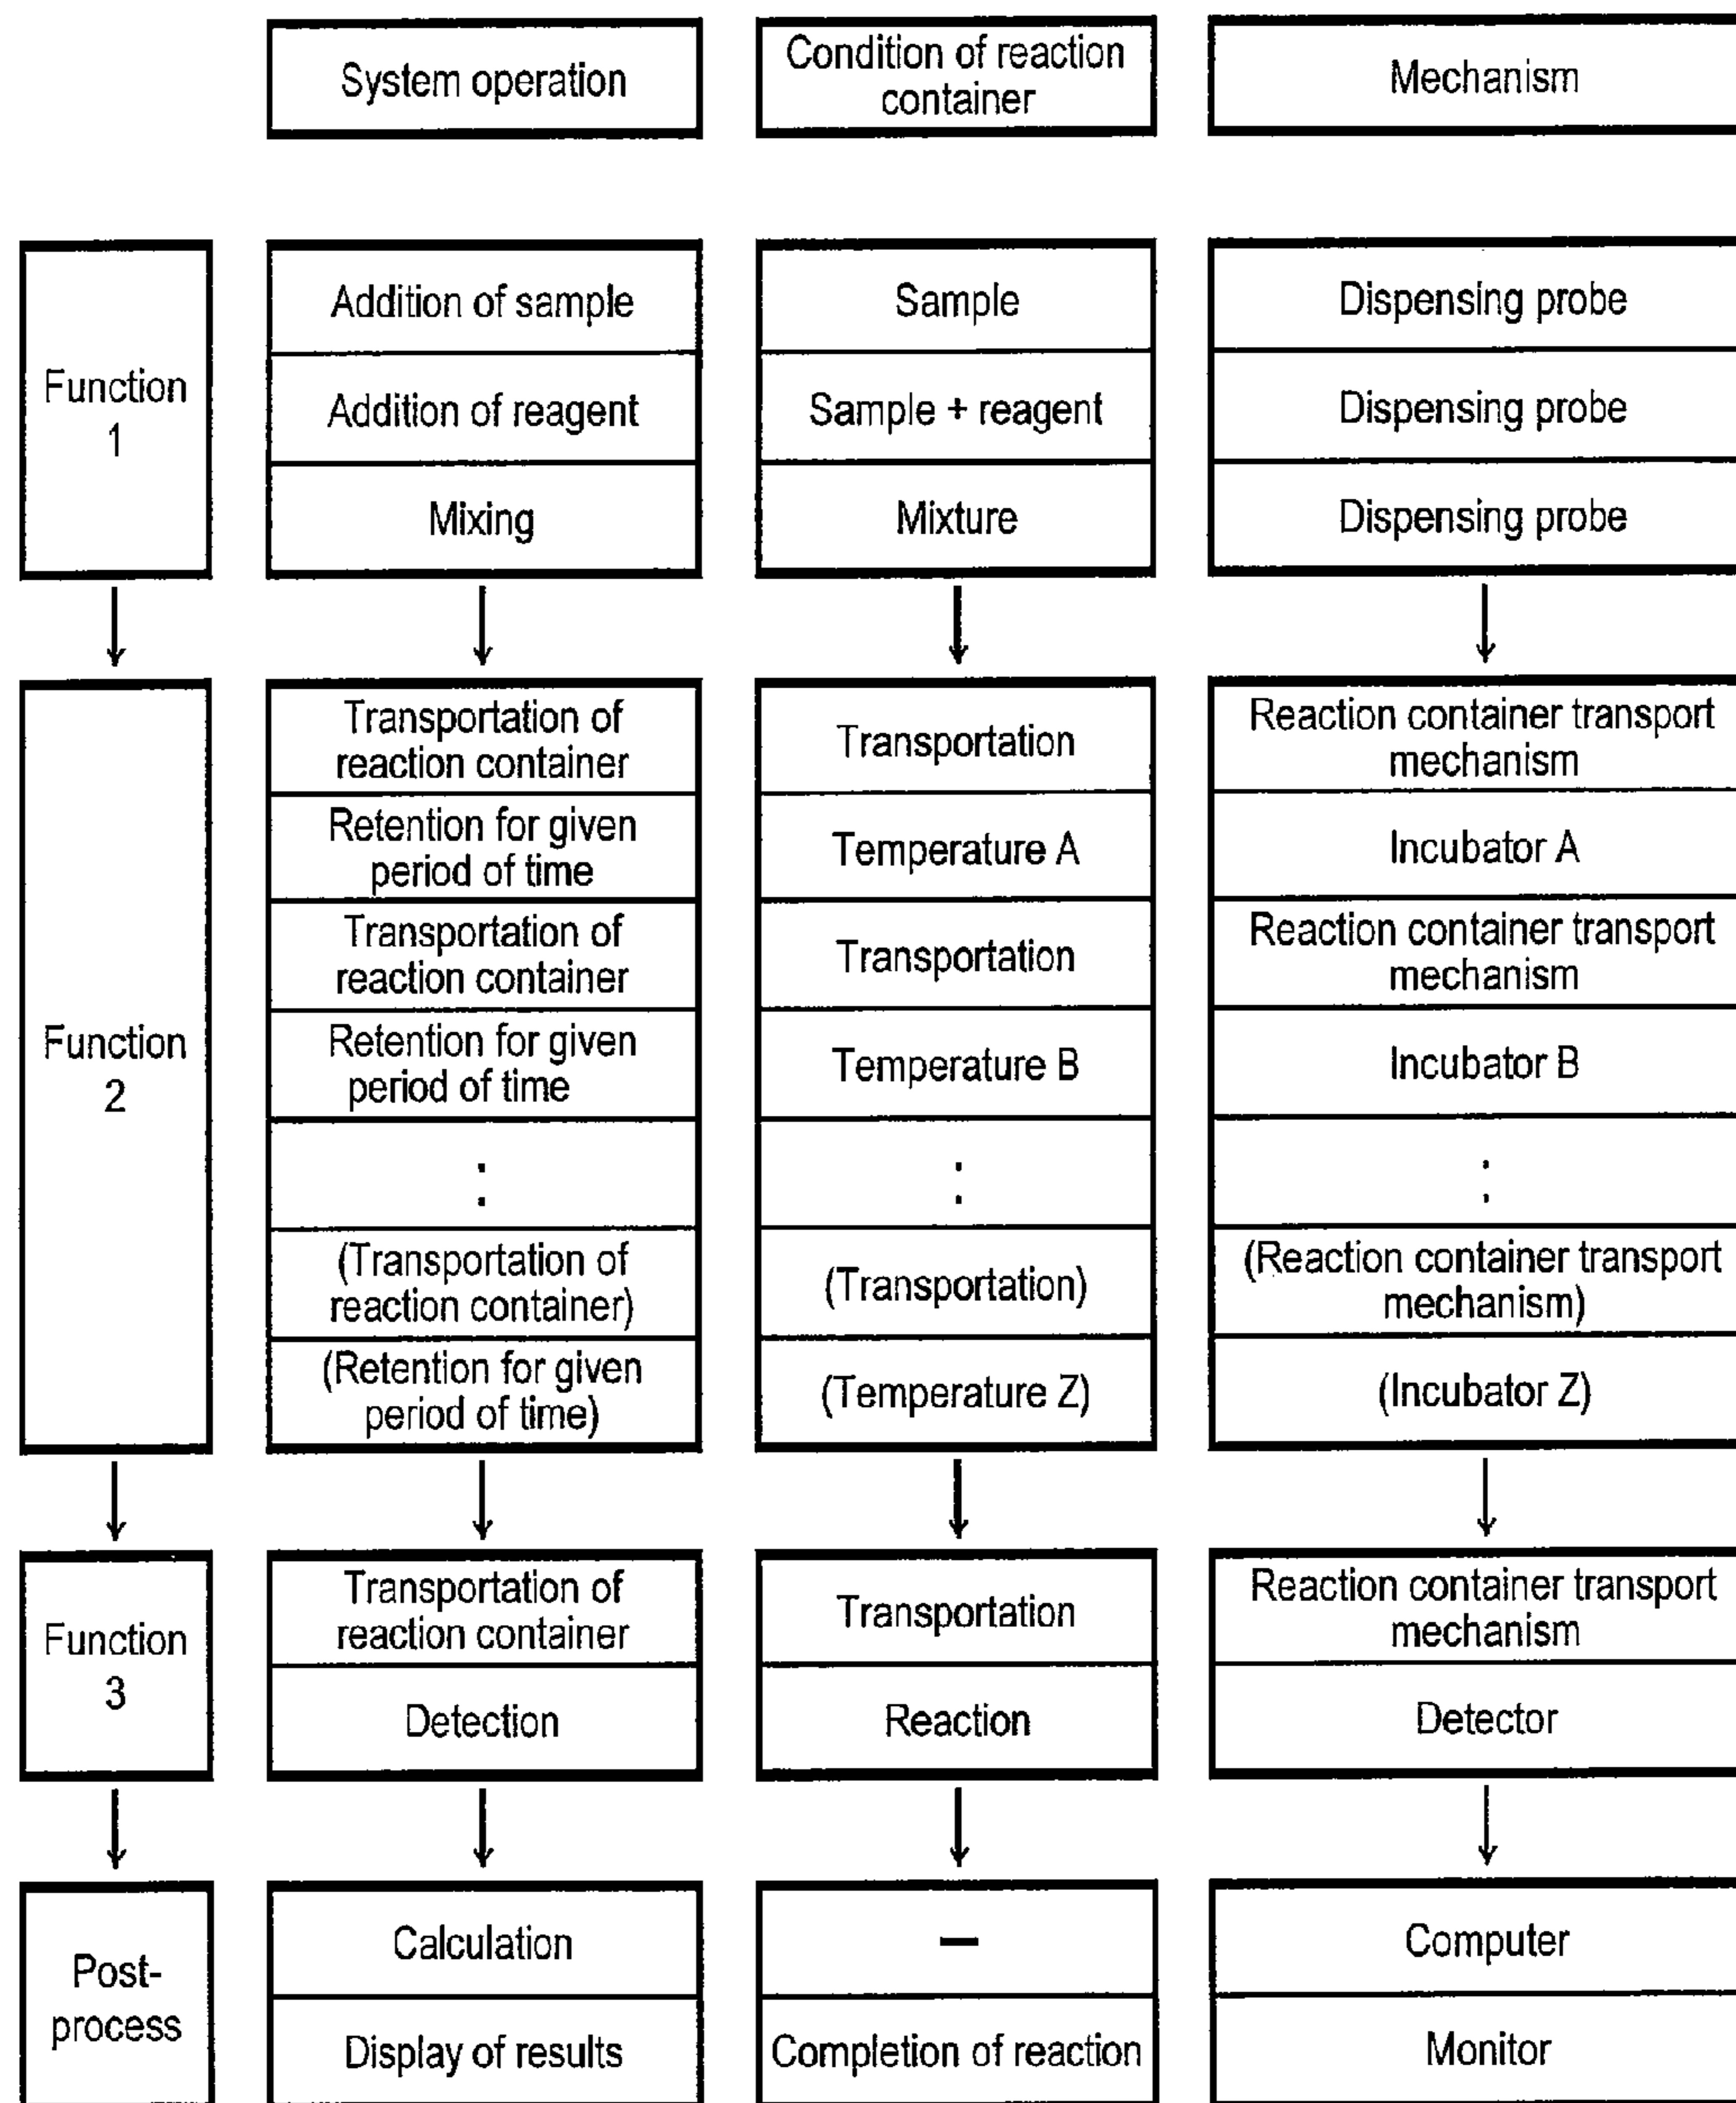 System operation
Condition of reaction
container
Mechanism
Function
1
Addition of sample
Sample
Dispensing probe
Addition of reagent
Sample + reagent
Dispensing probe
Mixing
Mixture
Dispensing probe
Function
2
Transportation of
reaction container
Transportation
Reaction container transport
mechanism
Retention for given
period of time
Temperature A
Incubator A
Transportation of
reaction container
Transportation
Reaction container transport
mechanism
Retention for given
period of time
Temperature B
Incubator B
:
:
:
(Transportation of
reaction container)
(Transportation)
(Reaction container transport
mechanism)
(Retention for given
period of time)
(Temperature Z)
(Incubator Z)
Function
3
Transportation of
reaction container
Transportation
Reaction container transport
mechanism
Detection
Reaction
Detector
Post-
process
Calculation
—
Computer
Display of results
Completion of reaction
Monitor